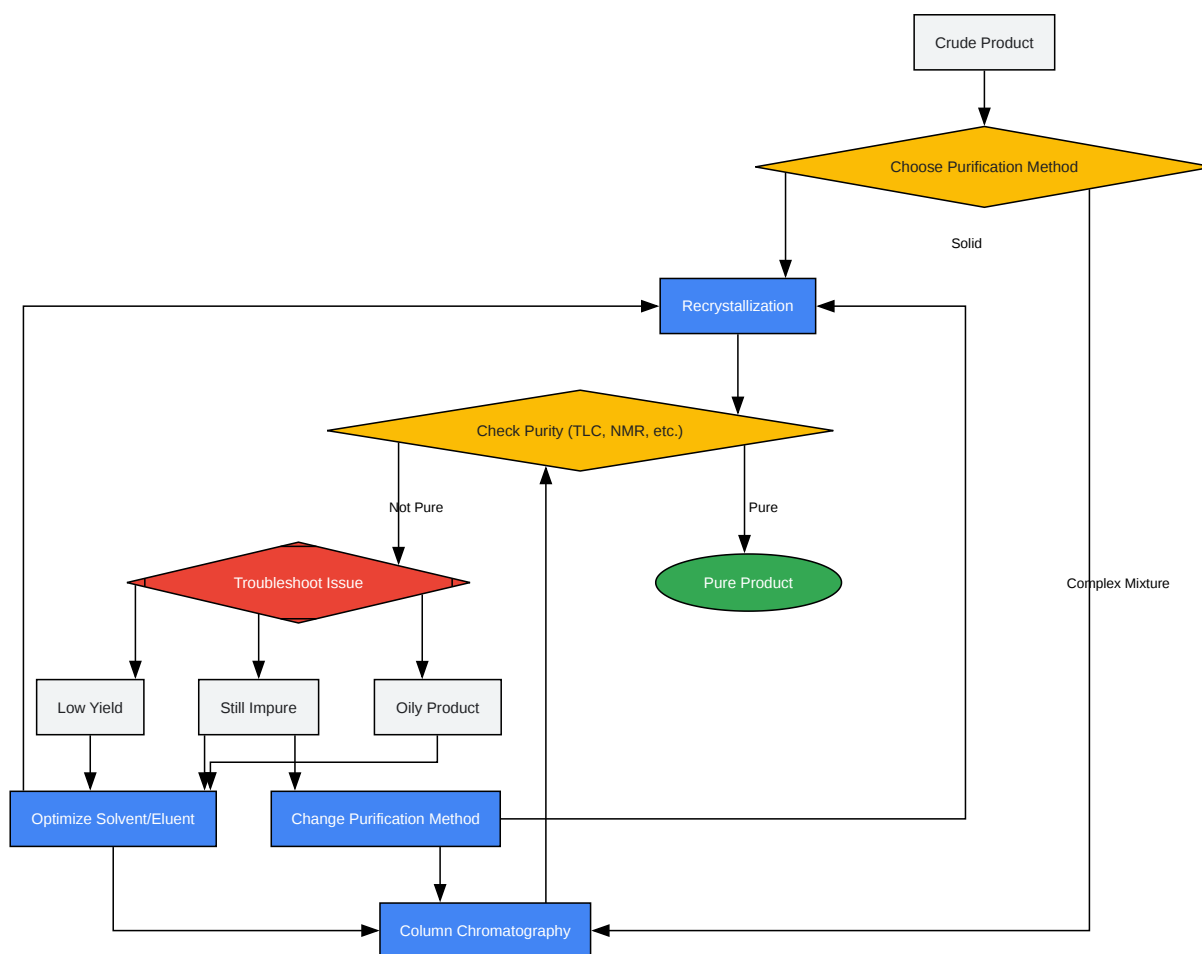 Crude Product
Choose Purification Method
Solid
Recrystallization
Check Purity (TLC, NMR, etc.)
Not Pure
Pure
Troubleshoot Issue
Pure Product
Complex Mixture
Low Yield
Still Impure
Oily Product
Optimize Solvent/Eluent
Change Purification Method
Column Chromatography